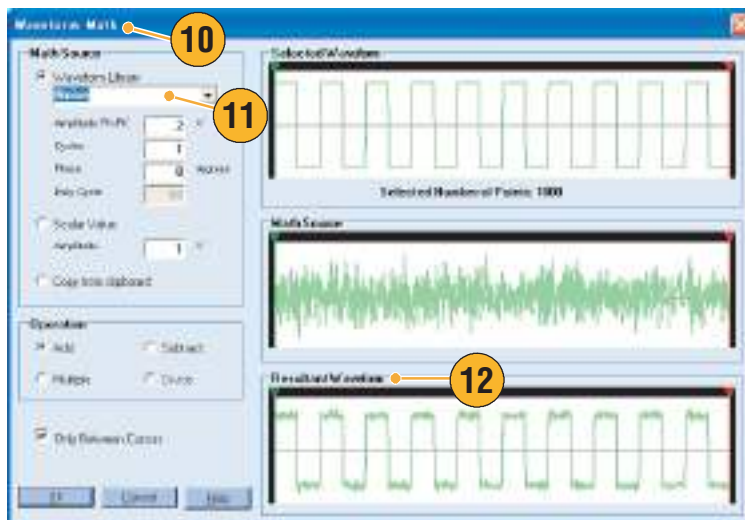 Waveform Math
10
Math Source
Waveform Library
11
Amplitude Pk-Pk
2
V
Cycles
1
Phase
0
degrees
Duty Cycle
Scalar Value
Amplitude
1
V
Copy from clipboard
Operation
Add
Subtract
Multiple
Divide
Only Between Cursors
OK
Cancel
Help
Selected Waveform
Selected Number of Points: 1000
Math Source
Resultant Waveform
12